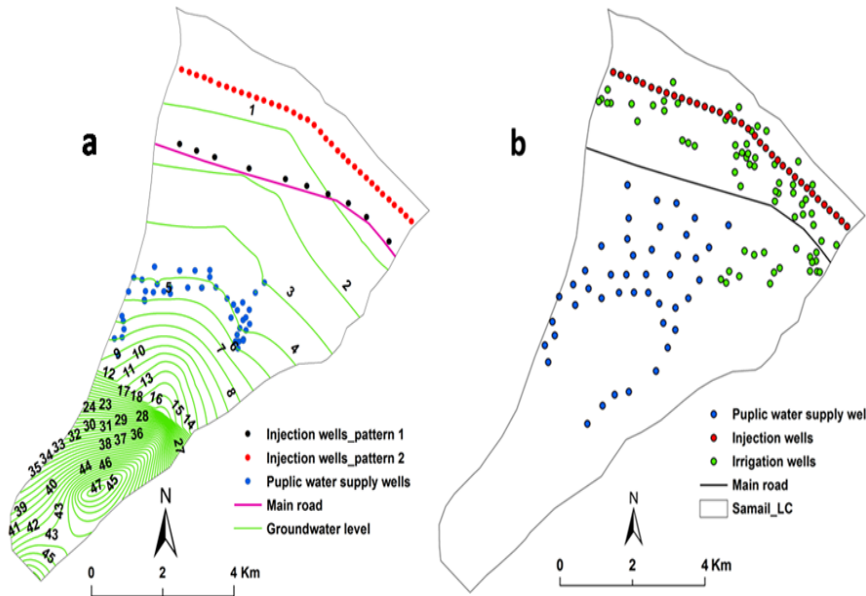 a
1
2
3
5
4
6
7
8
9
10
11
12
13
17
18
16
15
14
24
23
28
30
31
29
27
32
37
36
33
38
34
35
44
46
47
45
40
39
41
42
43
43
45
Injection wells_pattern 1
Injection wells_pattern 2
Puplic water supply wells
Main road
Groundwater level
N
0
2
4 Km
b
Puplic water supply wel
Injection wells
Irrigation wells
Main road
Samail_LC
N
0
2
4 Km